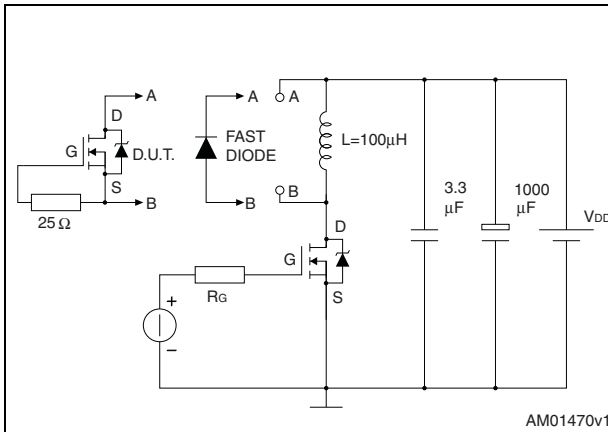 A
D
G
D.U.T.
S
B
25 Ω
A
FAST
DIODE
B
A
L=100µH
B
D
G
S
RG
+
–
3.3
µF
1000
µF
VDD
AM01470v1